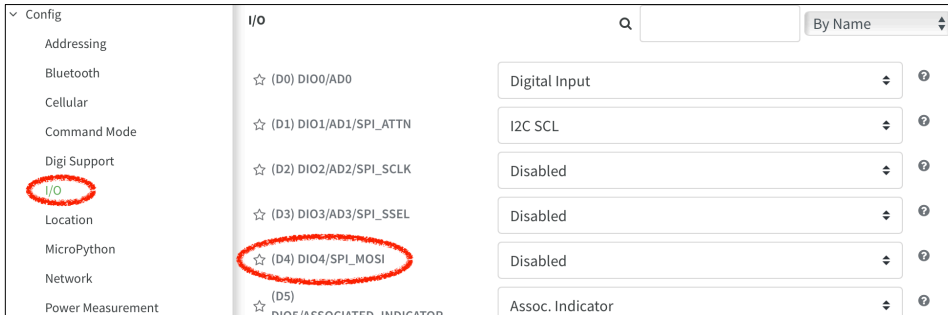 Config
Addressing
Bluetooth
Cellular
Command Mode
Digi Support
I/O
Location
MicroPython
Network
Power Measurement
I/O
By Name
(D0) DIO0/AD0
Digital Input
(D1) DIO1/AD1/SPI_ATTN
I2C SCL
(D2) DIO2/AD2/SPI_SCLK
Disabled
(D3) DIO3/AD3/SPI_SSEL
Disabled
(D4) DIO4/SPI_MOSI
Disabled
(D5)
DIO5/ASSOCIATED_INDICATOR
Assoc. Indicator